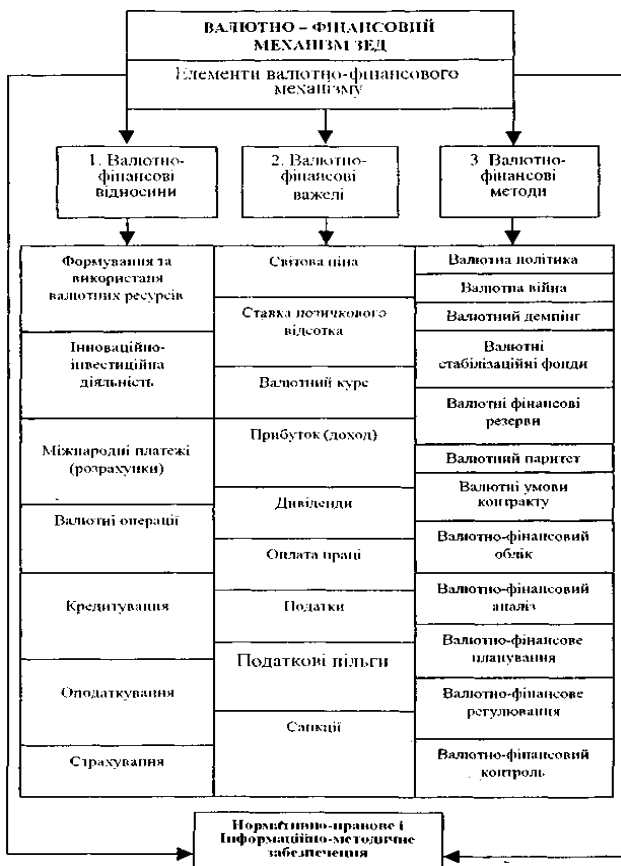 ВАЛЮТНО – ФІНАНСОВИЙ
МЕХАНІЗМ ЗЕД
Елементи валютно-фінансового
механізму
1. Валютно-
фінансові
відносини
2. Валютно-
фінансові
важелі
3. Валютно-
фінансові
методи
Формування та
використаня
валютних ресурсів
Інноваційно-
інвестиційна
діяльність
Міжнародні платежі
(розрахунки)
Валютні операції
Кредитування
Оподаткування
Страхування
Світова ціна
Ставка позичкового
відсотка
Валютний курс
Прибуток (доход)
Дивіденди
Оплата праці
Податки
Податкові пільги
Санкції
Валютна політика
Валютна війна
Валютний демпінг
Валютні
стабілізаційні фонди
Валютні фінансові
резерви
Валютний паритет
Валютні умови
контракту
Валютно-фінансовий
облік
Валютно-фінансовий
аналіз
Валютно-фінансове
планування
Валютно-фінансове
регулювання
Валютно-фінансовий
контроль
Нормативно-правове і
Інформаційно-методичне
забезпечення